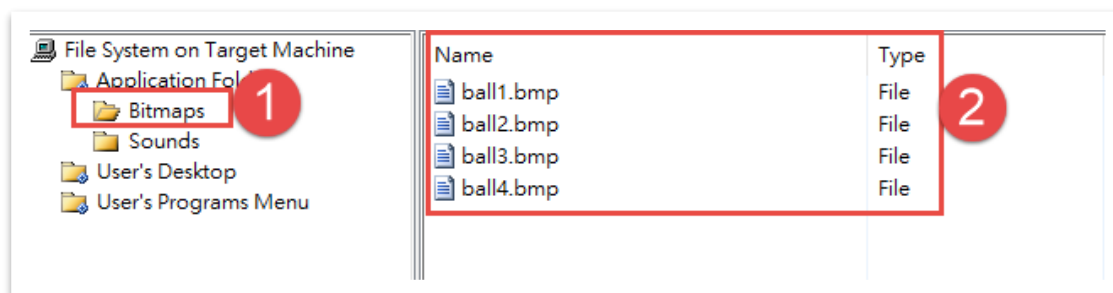 File System on Target Machine
Application Fol
Bitmaps
1
Sounds
User's Desktop
User's Programs Menu
Name Type
ball1.bmp File
ball2.bmp File
ball3.bmp File
ball4.bmp File
2